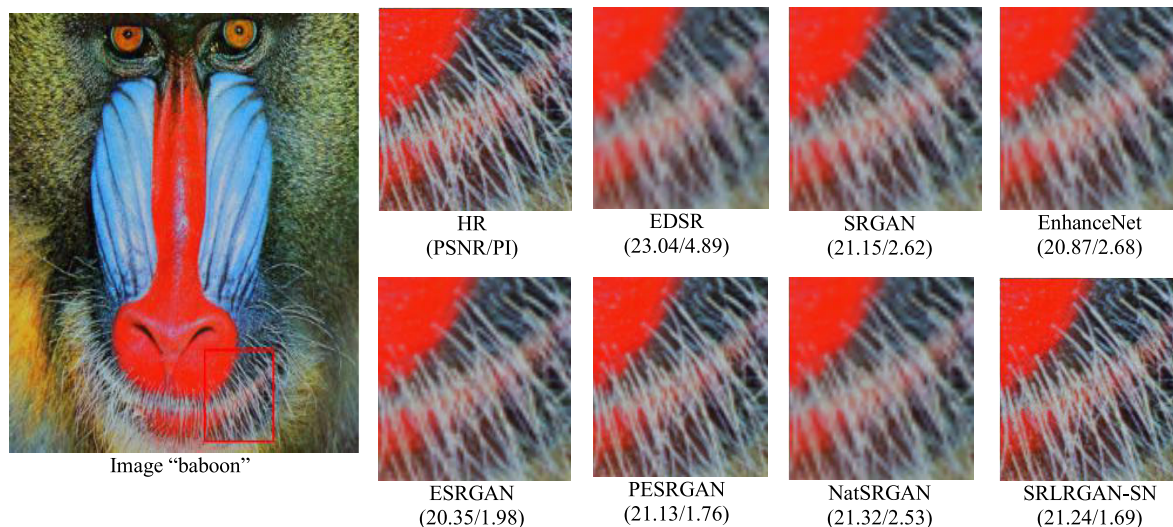 HR
(PSNR/PI)
EDSR
(23.04/4.89)
SRGAN
(21.15/2.62)
EnhanceNet
(20.87/2.68)
Image “baboon”
ESRGAN
(20.35/1.98)
PESRGAN
(21.13/1.76)
NatSRGAN
(21.32/2.53)
SRLRGAN-SN
(21.24/1.69)